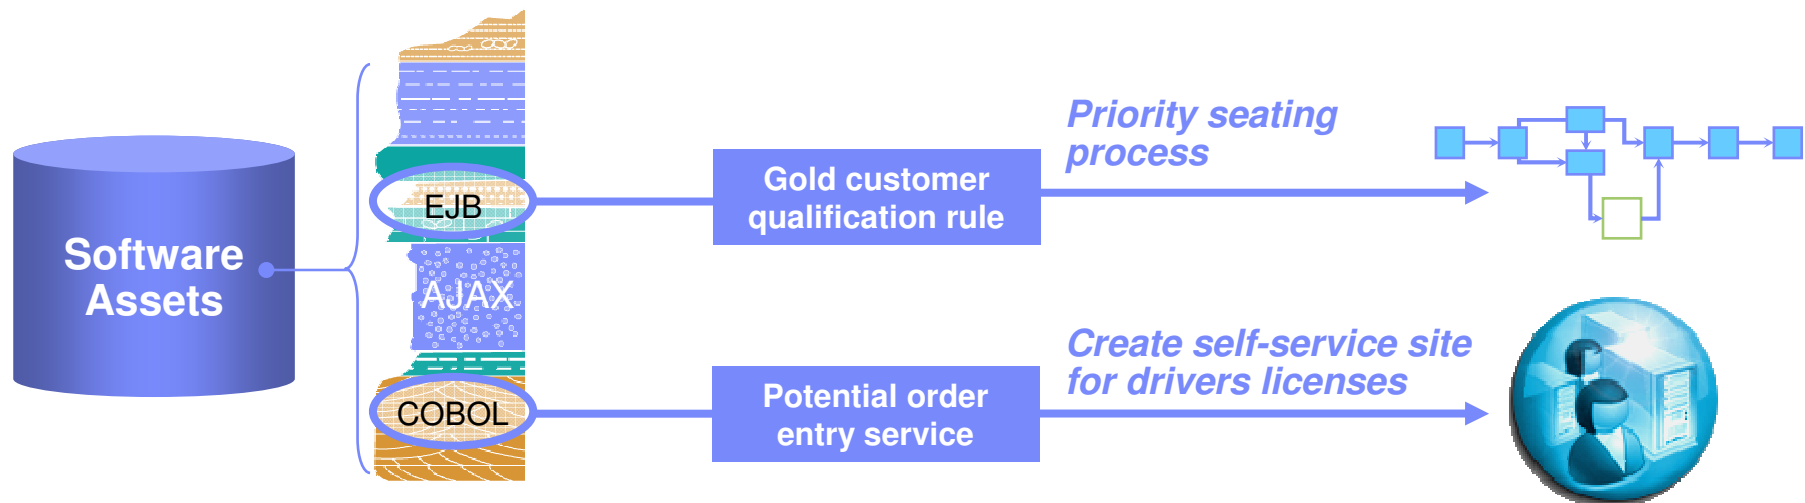 Software
Assets
EJB
AJAX
COBOL
Gold customer
qualification rule
Priority seating
process
Potential order
entry service
Create self-service site
for drivers licenses